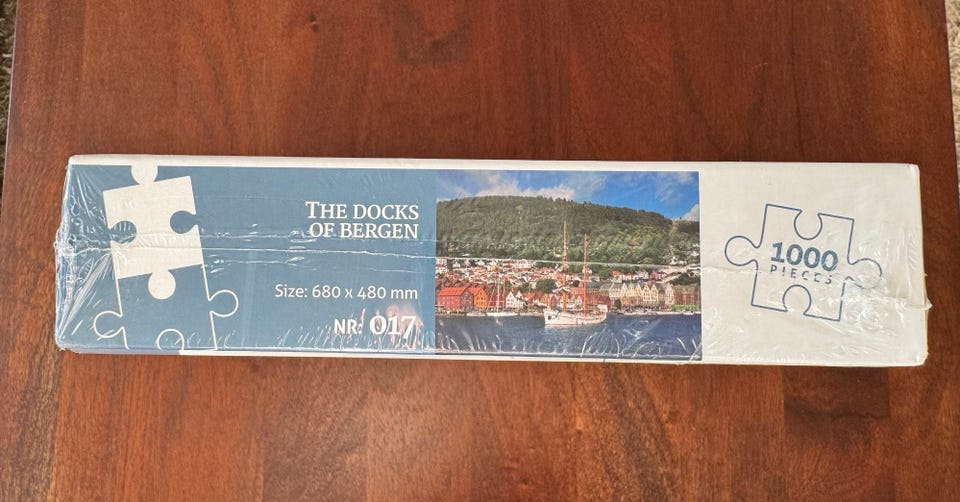 THE DOCKS
OF BERGEN
Size: 680 x 480 mm
NR: 017
1000
PIECES